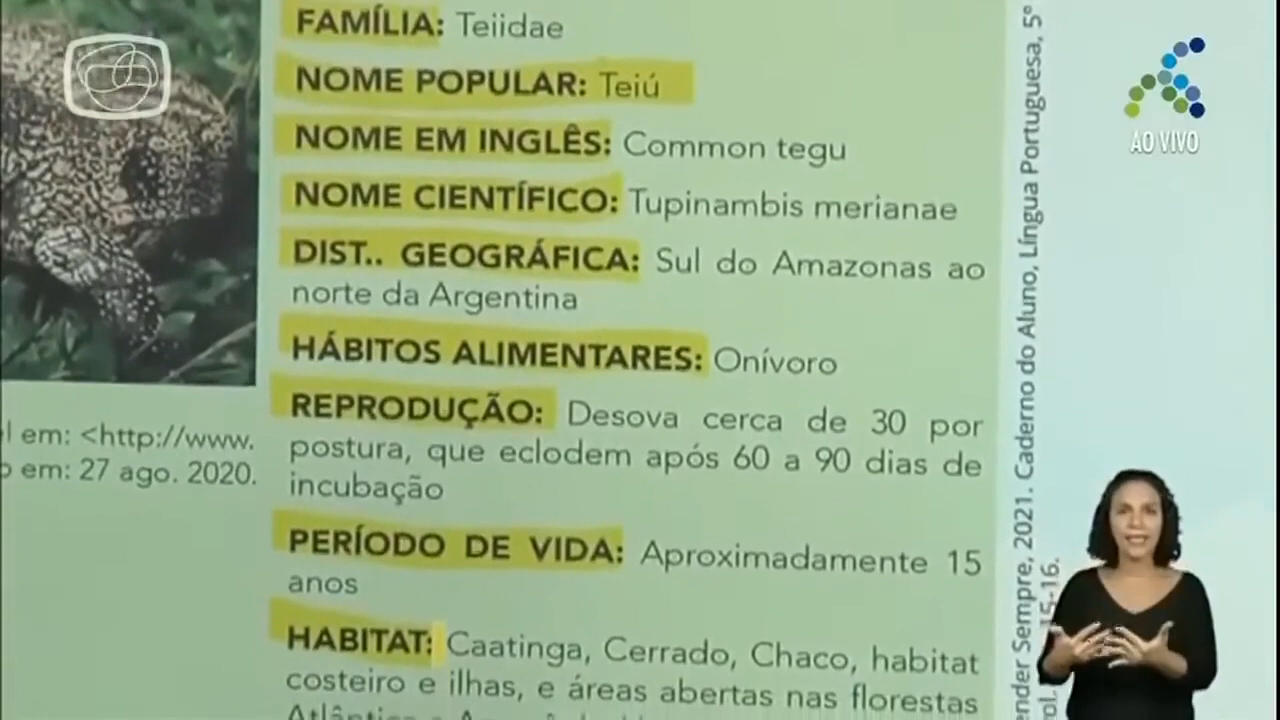 FAMÍLIA: Teiidae
NOME POPULAR: Teiú
NOME EM INGLÊS: Common tegu
NOME CIENTÍFICO: Tupinambis merianae
DIST.. GEOGRÁFICA: Sul do Amazonas ao
norte da Argentina
HÁBITOS ALIMENTARES: Onívoro
REPRODUÇÃO: Desova cerca de 30 por
postura, que eclodem após 60 a 90 dias de
incubação
PERÍODO DE VIDA: Aproximadamente 15
anos
HABITAT: Caatinga, Cerrado, Chaco, habitat
costeiro e ilhas, e áreas abertas nas florestas
em: <http://www.
em: 27 ago. 2020.
AO VIVO
ender Sempre, 2021. Caderno do Aluno, Língua Portuguesa, 5º
ol. 15-16.